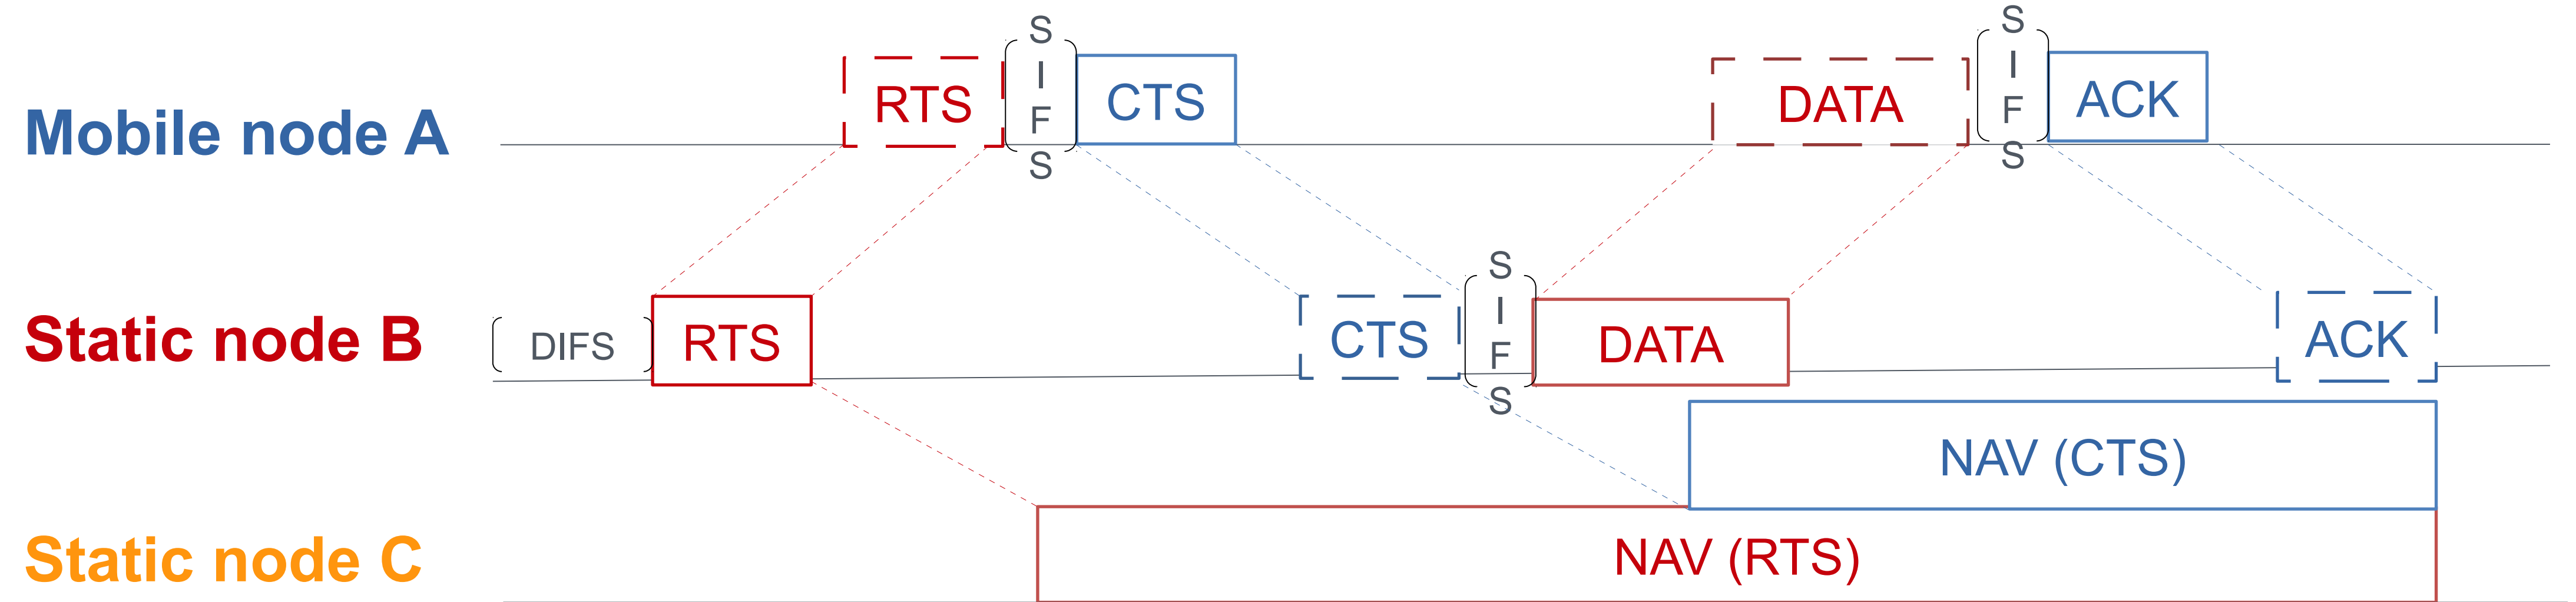 Mobile node A
RTS
S
I
F
S
CTS
DATA
S
I
F
S
ACK
Static node B
DIFS
RTS
CTS
S
I
F
S
DATA
ACK
NAV (CTS)
Static node C
NAV (RTS)